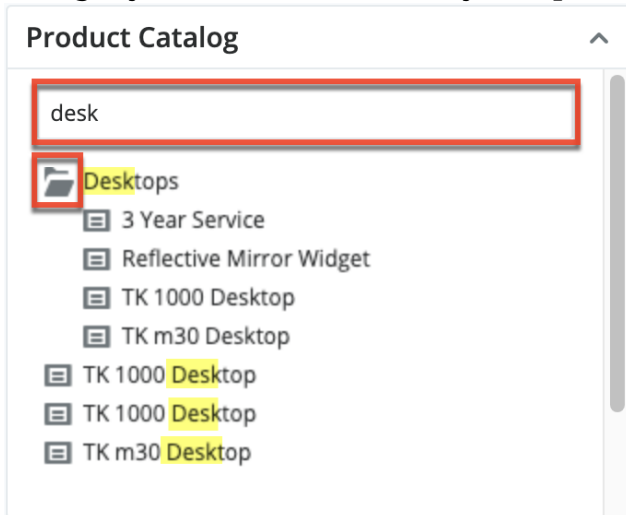 Product Catalog
desk
Desktops
3 Year Service
Reflective Mirror Widget
TK 1000 Desktop
TK m30 Desktop
TK 1000 Desktop
TK 1000 Desktop
TK m30 Desktop